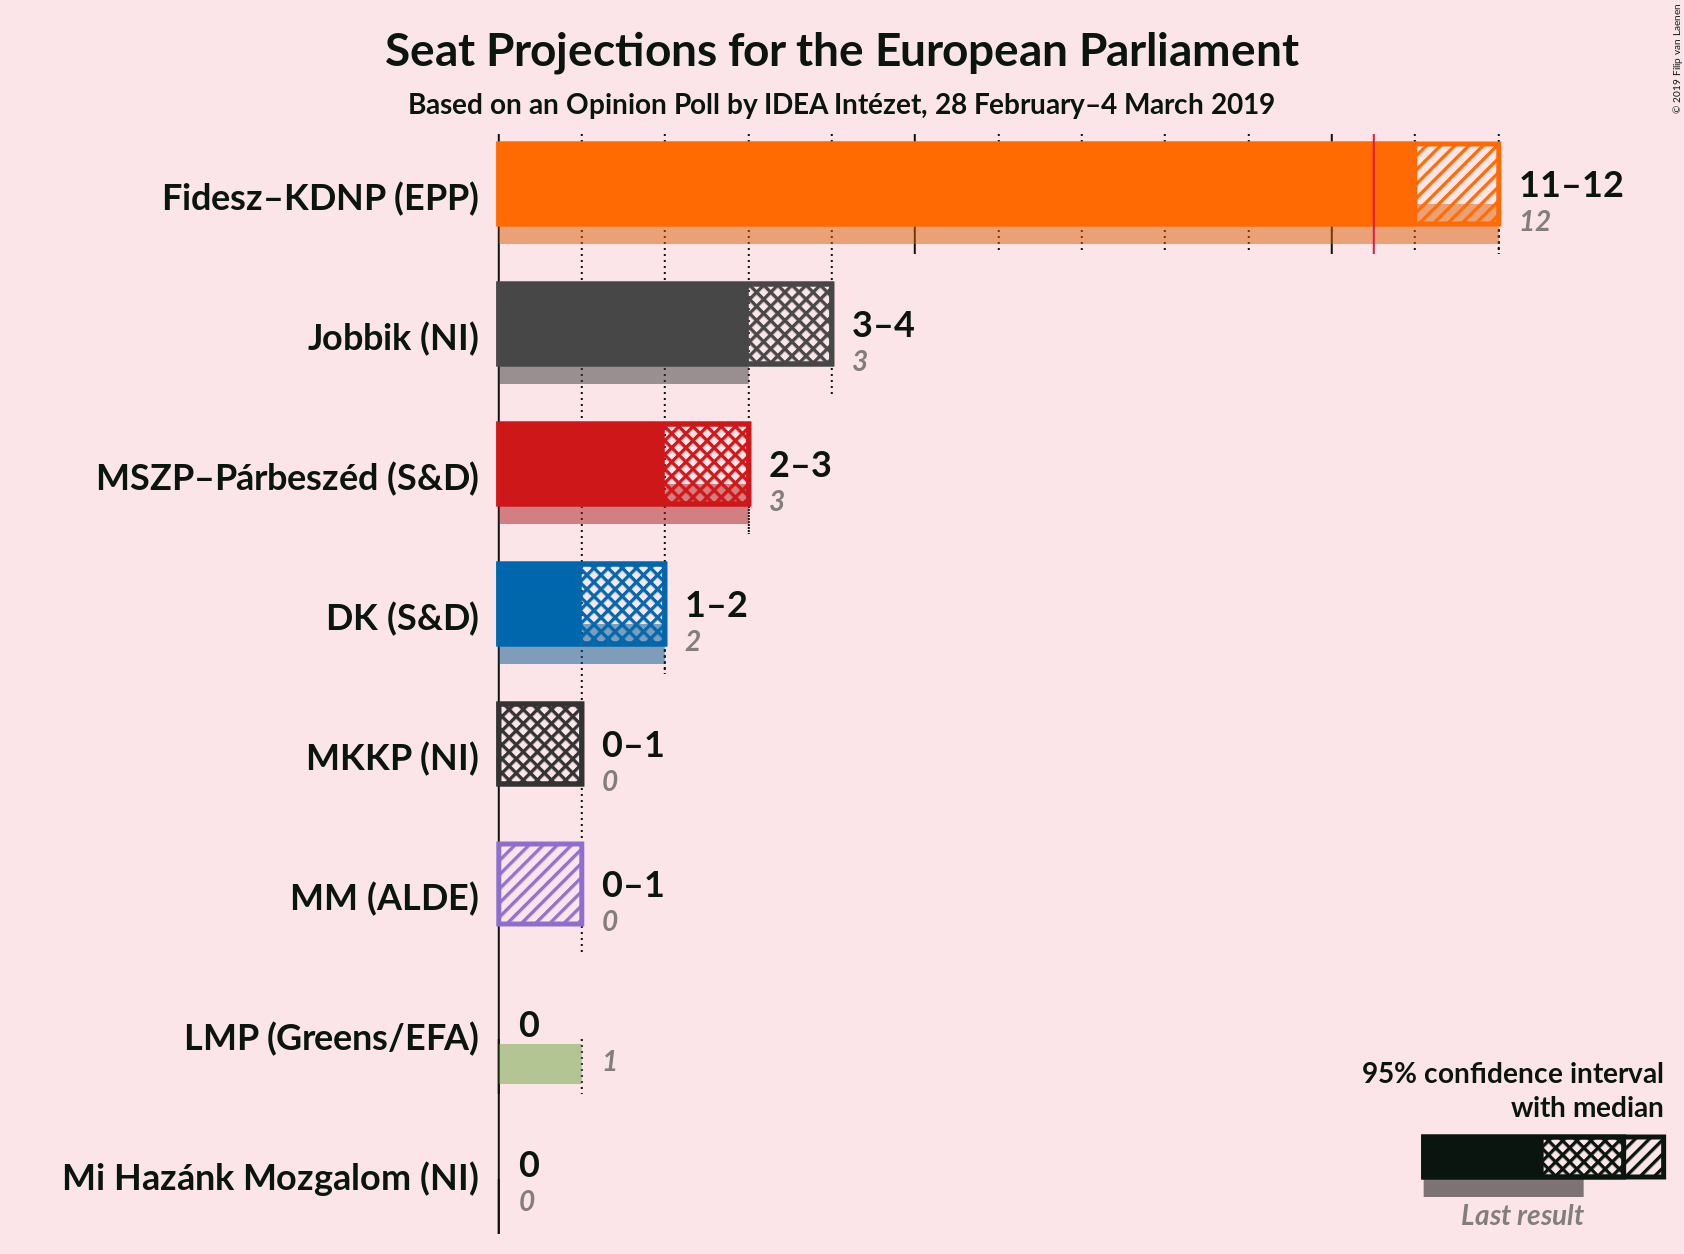 Seat Projections for the European Parliament
Based on an Opinion Poll by IDEA Intézet, 28 February–4 March 2019
© 2019 Filip van Laenen
Fidesz–KDNP (EPP)
11–12
12
Jobbik (NI)
3–4
3
MSZP–Párbeszéd (S&D)
2–3
3
DK (S&D)
1–2
2
MKKP (NI)
0–1
0
MM (ALDE)
0–1
0
LMP (Greens/EFA)
0
1
Mi Hazánk Mozgalom (NI)
0
0
95% confidence interval
with median
Last result